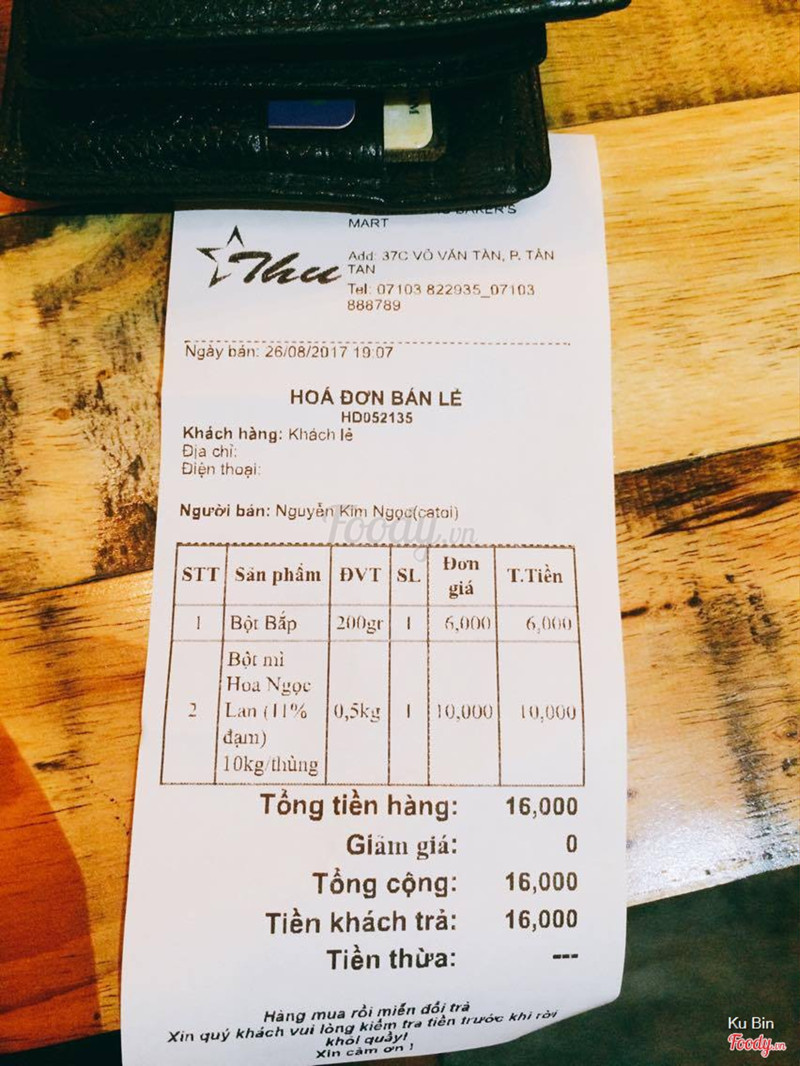 BAKER'S
MART
Thu
Add: 37C VÕ VĂN TẦN, P. TÂN
TAN
Tel: 07103 822935_07103
888789
Ngày bán: 26/08/2017 19:07
HOÁ ĐƠN BÁN LẺ
HD052135
Khách hàng: Khách lẻ
Địa chỉ:
Điện thoại:
Người bán: Nguyễn Kim Ngọc(catoi)
Foody.vn
STT Sản phẩm ĐVT SL Đơn giá T.Tiền
1 Bột Bắp 200gr 1 6,000 6,000
Bột mì
Hoa Ngọc
2 Lan (11% 0,5kg 1 10,000 10,000
đạm)
10kg/thùng
Tổng tiền hàng: 16,000
Giảm giá: 0
Tổng cộng: 16,000
Tiền khách trả: 16,000
Tiền thừa: ---
Hàng mua rồi miễn đổi trả
Xin quý khách vui lòng kiểm tra tiền trước khi rời
khỏi quầy!
Xin cảm ơn !
Ku Bin
Foody.vn